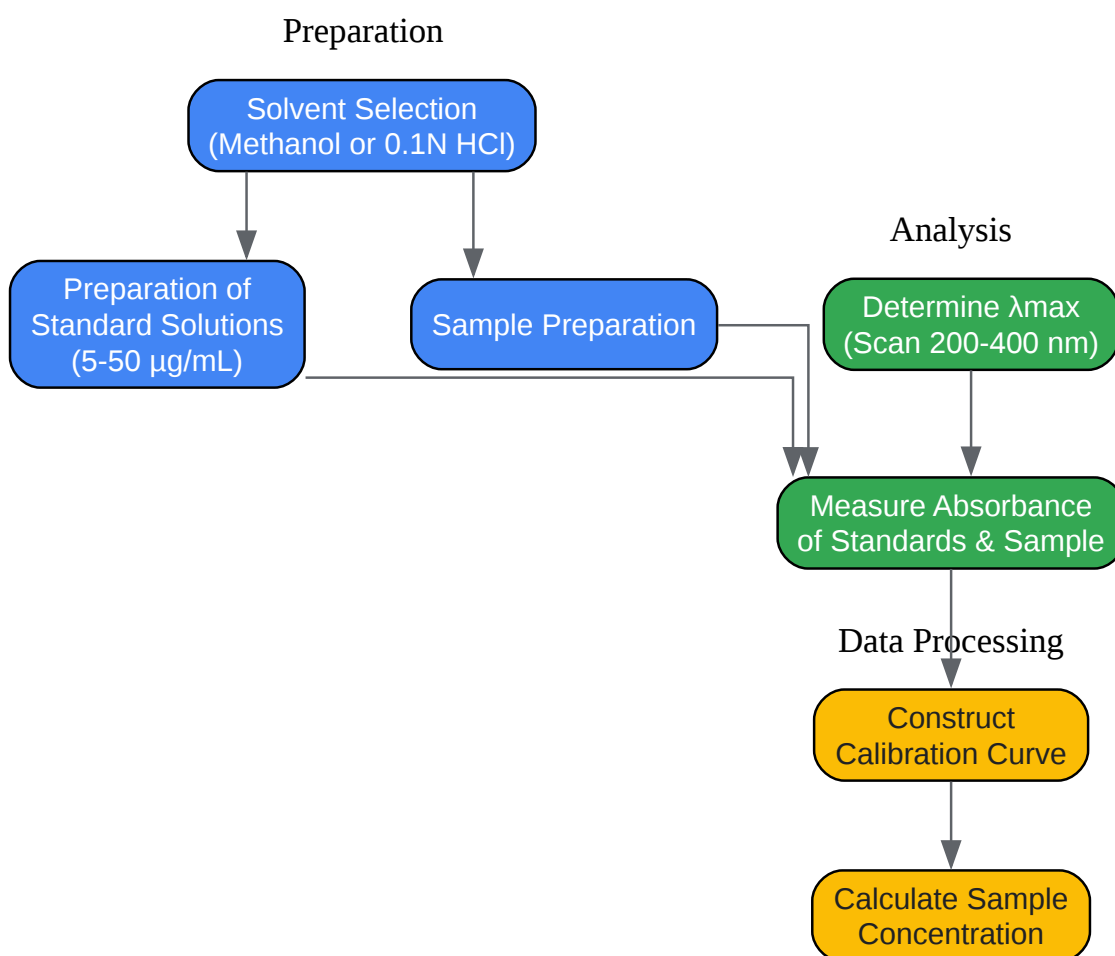 Preparation
Solvent Selection
(Methanol or 0.1N HCl)
Preparation of
Standard Solutions
(5-50 µg/mL)
Sample Preparation
Analysis
Determine λmax
(Scan 200-400 nm)
Measure Absorbance
of Standards & Sample
Data Processing
Construct
Calibration Curve
Calculate Sample
Concentration